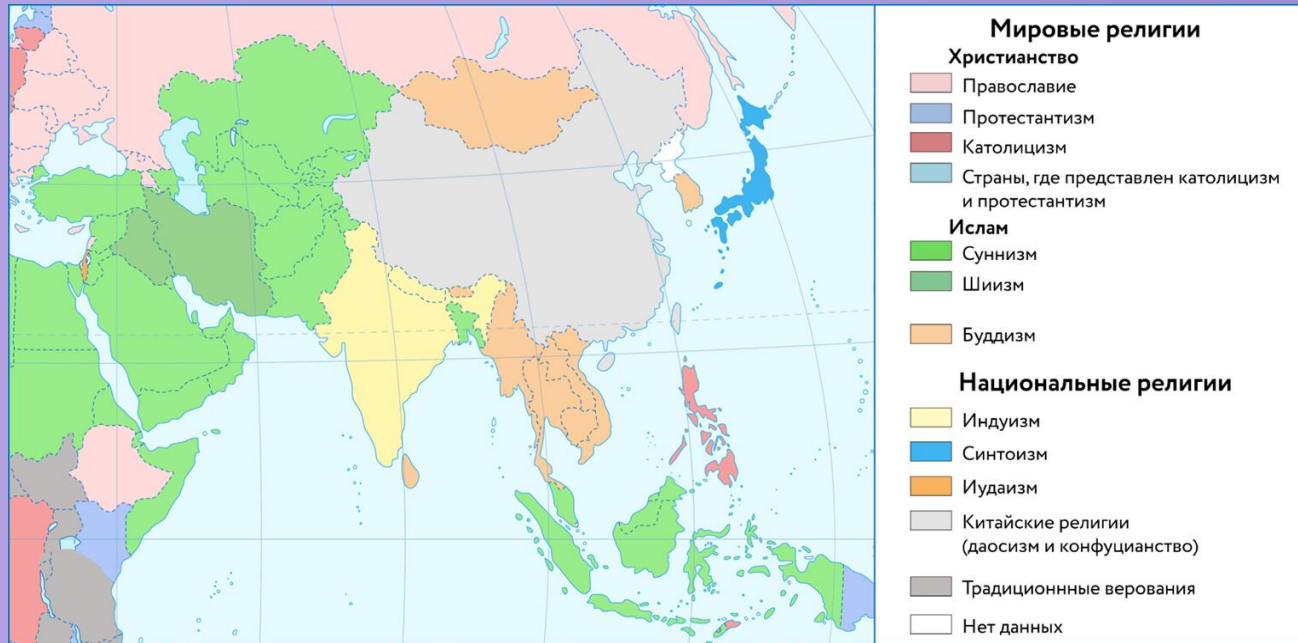 Мировые религии
Христианство
Православие
Протестантизм
Католицизм
Страны, где представлен католицизм
и протестантизм
Ислам
Суннизм
Шиизм
Буддизм
Национальные религии
Индуизм
Синтоизм
Иудаизм
Китайские религии
(даосизм и конфуцианство)
Традиционнные верования
Нет данных